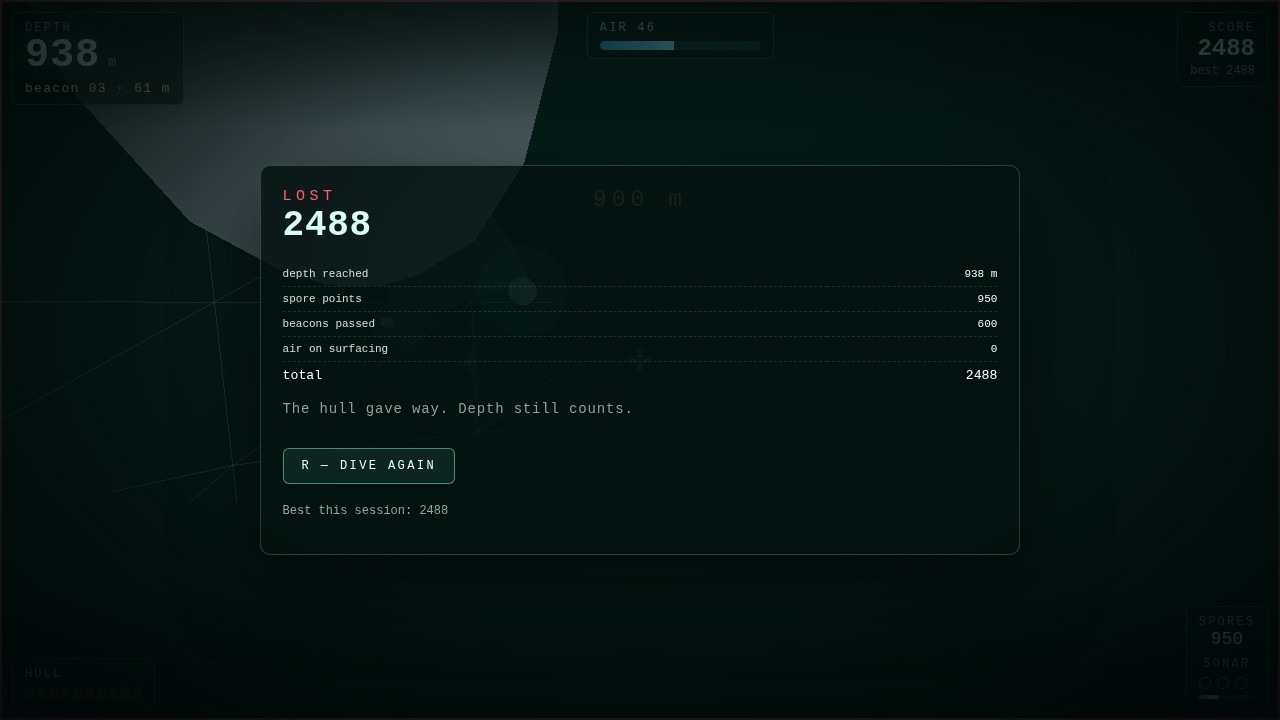 DEPTH
938 m
beacon 03 · 61 m
AIR 46
SCORE
2488
best 2488
900 m
LOST
2488
depth reached 938 m
spore points 950
beacons passed 600
air on surfacing 0
total 2488
The hull gave way. Depth still counts.
R — DIVE AGAIN
Best this session: 2488
HULL
SPORES
950
SONAR